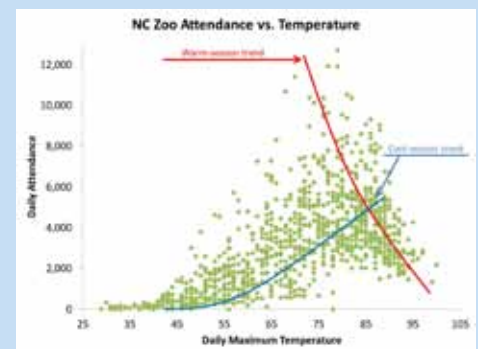 NC Zoo Attendance vs. Temperature
Warm season trend
Cool season trend
Daily Attendance
12,000
10,000
8,000
6,000
4,000
2,000
0
25 35 45 55 65 75 85 95 105
Daily Maximum Temperature